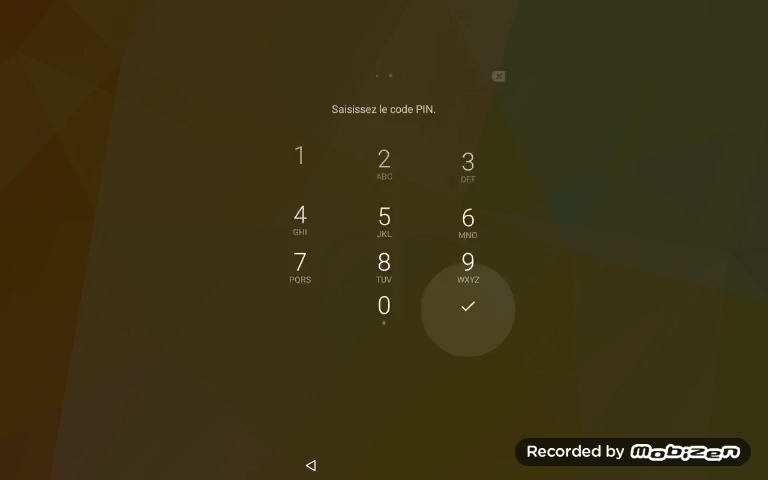 Saisissez le code PIN.
1 2 3
ABC DEF
4 5 6
GHI JKL MNO
7 8 9
PQRS TUV WXYZ
0
+
Recorded by mobizen